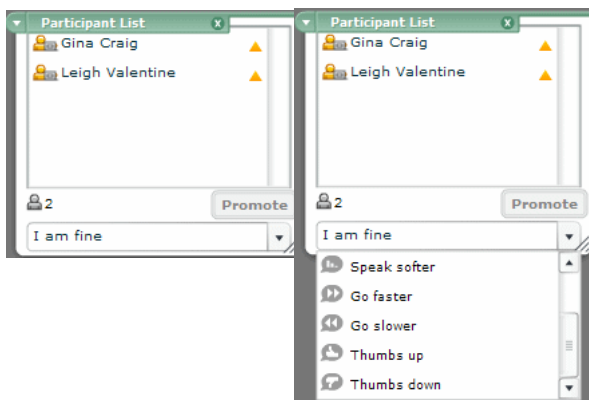 Participant List
Gina Craig
Leigh Valentine
2
Promote
I am fine
Participant List
Gina Craig
Leigh Valentine
2
Promote
I am fine
Speak softer
Go faster
Go slower
Thumbs up
Thumbs down